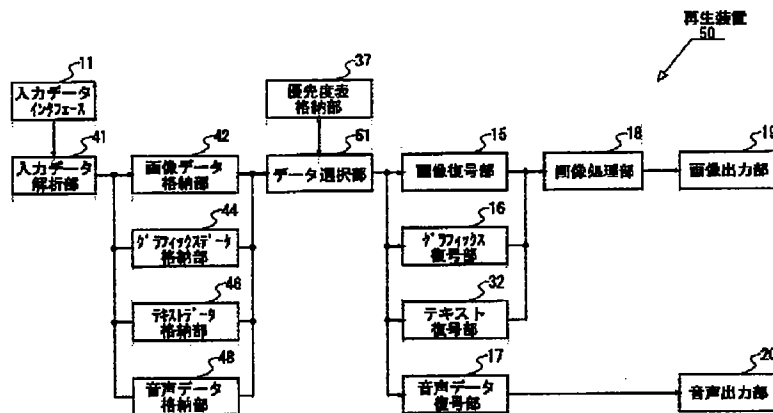 再生装置
50
11
入力データ
インタフェース
37
優先度表
格納部
41
入力データ
解析部
42
画像データ
格納部
51
データ選択部
15
画像復号部
18
画像処理部
19
画像出力部
44
グラフィックスデータ
格納部
16
グラフィックス
復号部
46
テキストデータ
格納部
32
テキスト
復号部
48
音声データ
格納部
17
音声データ
復号部
20
音声出力部